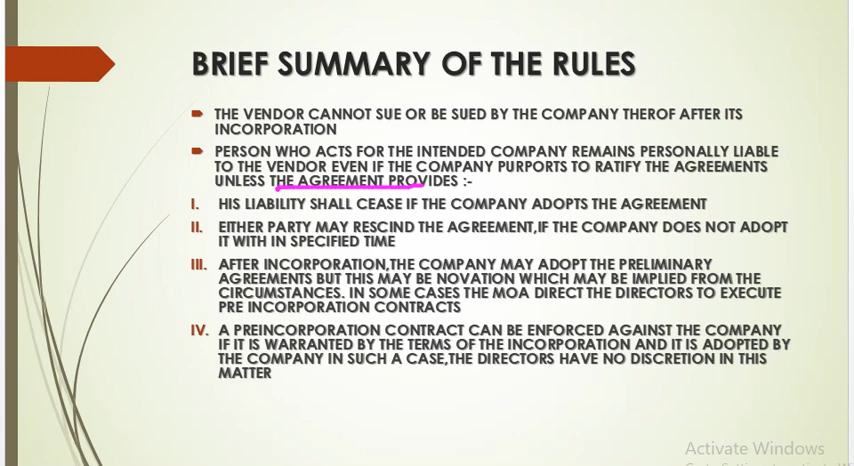 BRIEF SUMMARY OF THE RULES
THE VENDOR CANNOT SUE OR BE SUED BY THE COMPANY THEROF AFTER ITS
INCORPORATION
PERSON WHO ACTS FOR THE INTENDED COMPANY REMAINS PERSONALLY LIABLE
TO THE VENDOR EVEN IF THE COMPANY PURPORTS TO RATIFY THE AGREEMENTS
UNLESS THE AGREEMENT PROVIDES :-
I. HIS LIABILITY SHALL CEASE IF THE COMPANY ADOPTS THE AGREEMENT
II. EITHER PARTY MAY RESCIND THE AGREEMENT,IF THE COMPANY DOES NOT ADOPT
IT WITH IN SPECIFIED TIME
III. AFTER INCORPORATION,THE COMPANY MAY ADOPT THE PRELIMINARY
AGREEMENTS BUT THIS MAY BE NOVATION WHICH MAY BE IMPLIED FROM THE
CIRCUMSTANCES. IN SOME CASES THE MOA DIRECT THE DIRECTORS TO EXECUTE
PRE INCORPORATION CONTRACTS
IV. A PREINCORPORATION CONTRACT CAN BE ENFORCED AGAINST THE COMPANY
IF IT IS WARRANTED BY THE TERMS OF THE INCORPORATION AND IT IS ADOPTED BY
THE COMPANY IN SUCH A CASE,THE DIRECTORS HAVE NO DISCRETION IN THIS
MATTER
Activate Windows